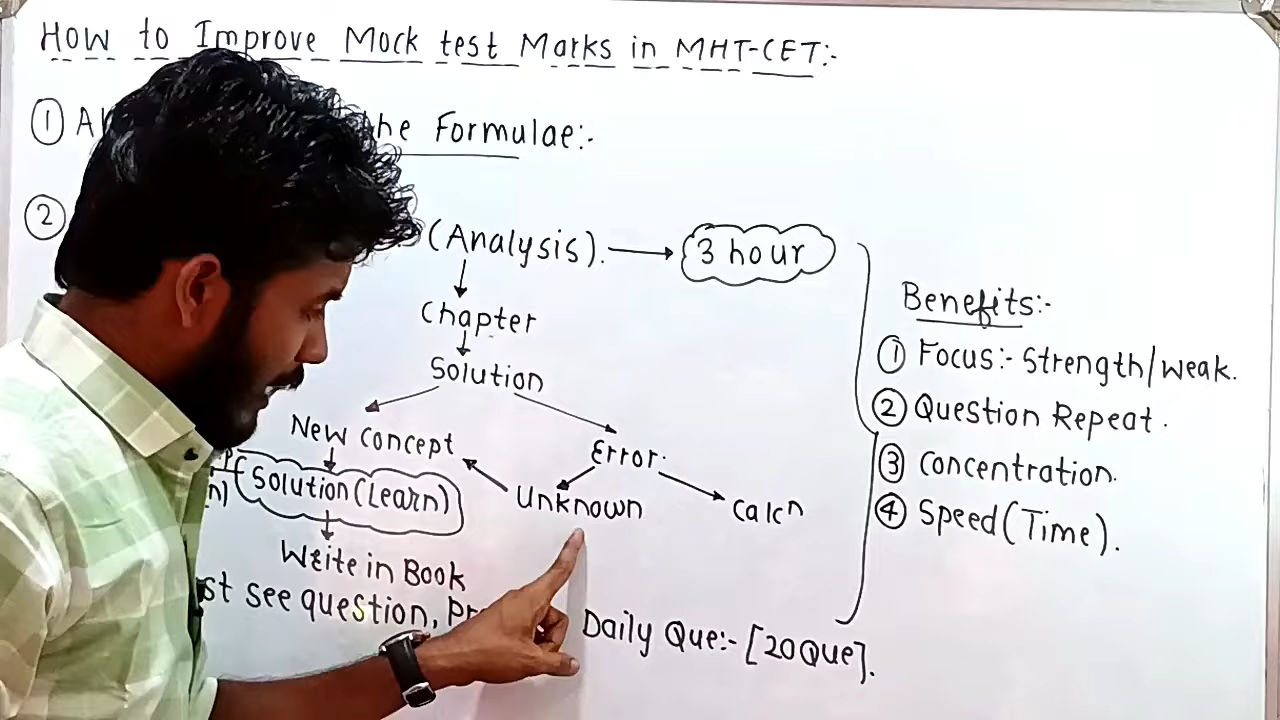 How to Improve Mock test Marks in MHT-CET:-
① the Formulae:-
② (Analysis). → 3 hour
Chapter
Solution
New concept
Error.
Solution (Learn)
Unknown
Calcⁿ
Write in Book
see question,
Daily Que:- [20 Que].
Benefits:-
① Focus:- Strength/weak.
② Question Repeat.
③ Concentration.
④ Speed (Time).